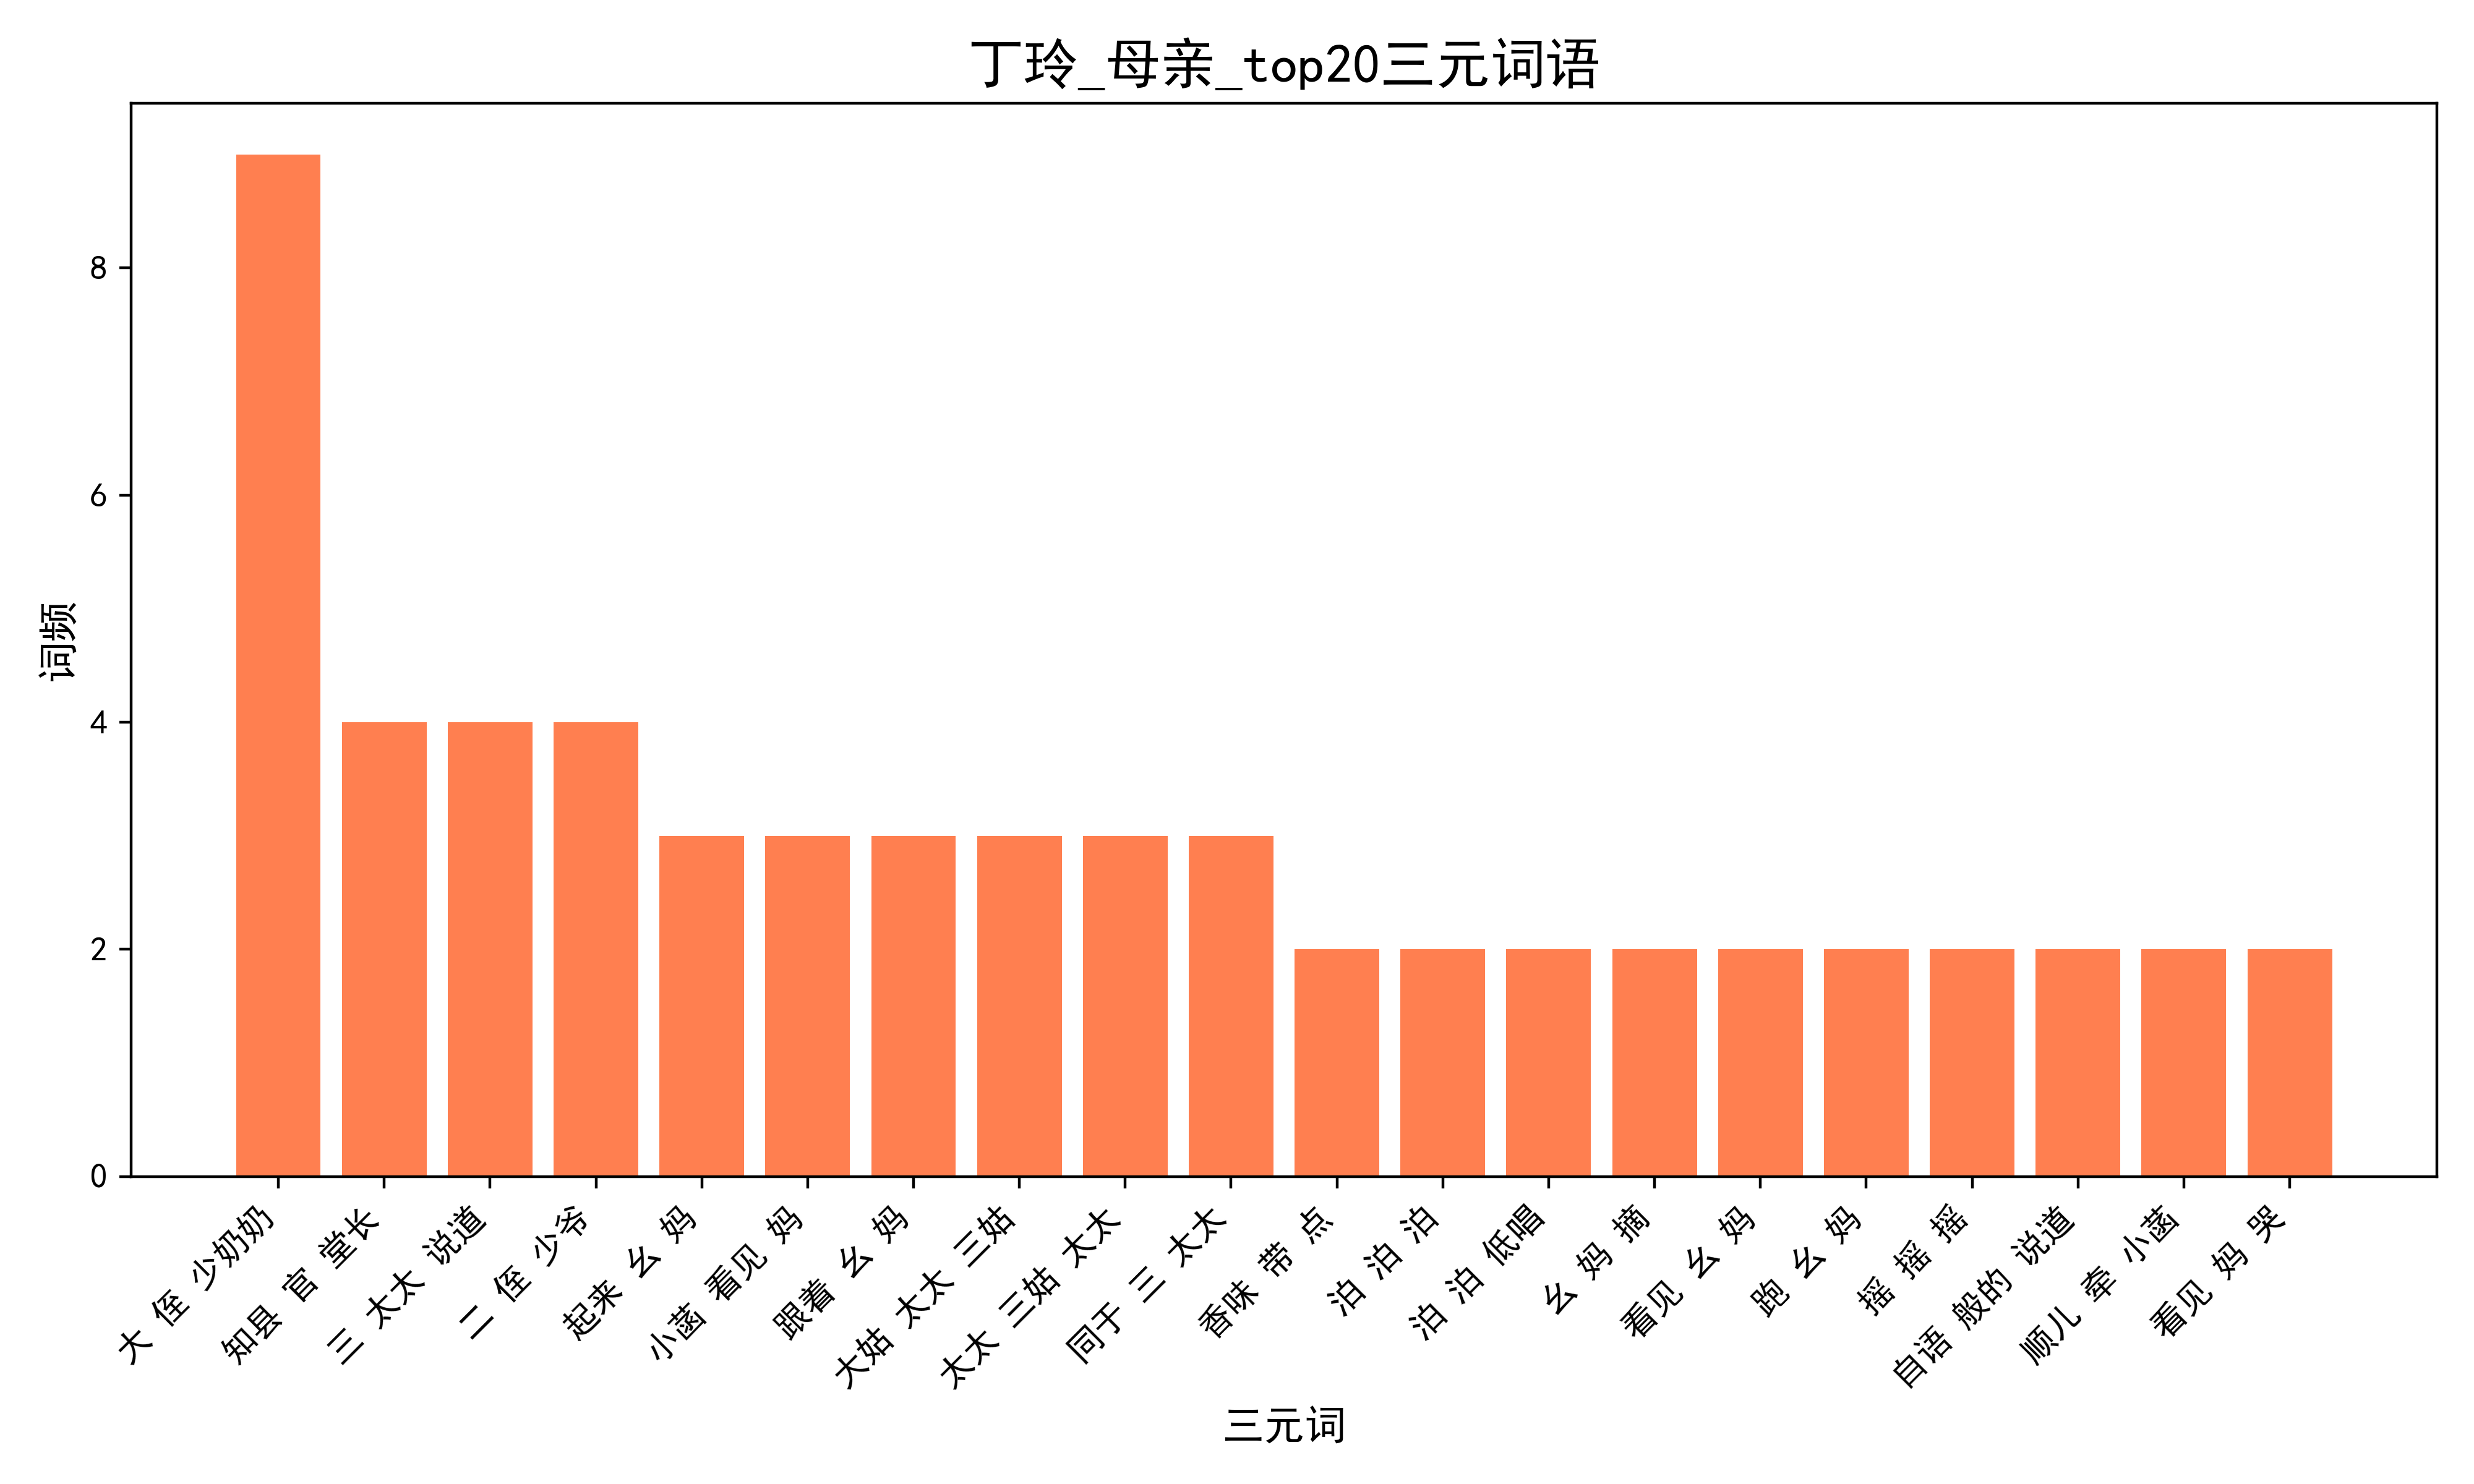 丁玲_母亲_top20三元词语
词频
8
6
4
2
0
大 侄 少奶奶
知县 官 堂长
三 太太 说道
二 侄 少爷
起来 幺 妈
小菡 看见 妈
跟着 幺 妈
大姑 太太 三姑
太太 三姑 太太
同于 三 太太
香味 带 点
泊 泊 泊
泊 泊 低唱
幺 妈 摘
看见 幺 妈
跑 幺 妈
摇 摇 摇
自语 般的 说道
顺儿 牵 小菡
看见 妈 哭
三元词